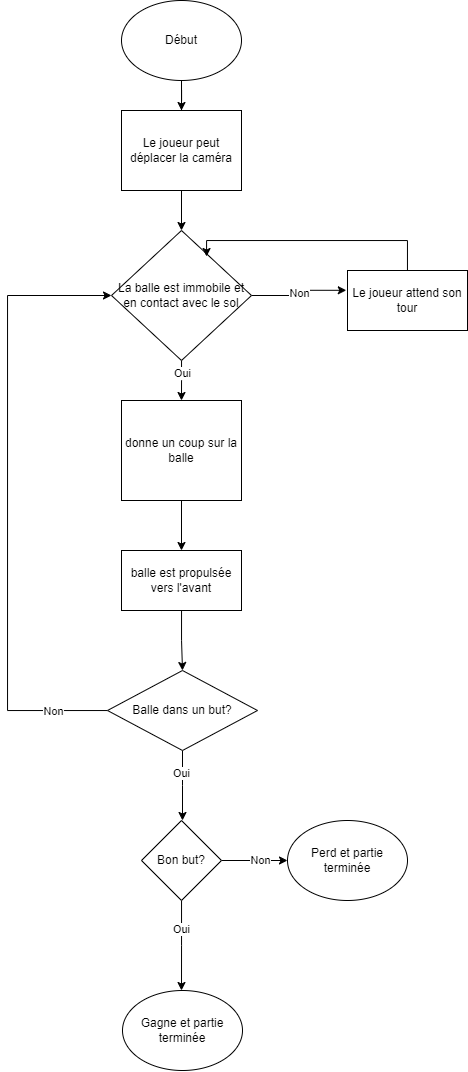 Début
Le joueur peut
déplacer la caméra
La balle est immobile et
en contact avec le sol
Non
Le joueur attend son
tour
Oui
donne un coup sur la
balle
balle est propulsée
vers l'avant
Balle dans un but?
Non
Oui
Bon but?
Non
Perd et partie
terminée
Oui
Gagne et partie
terminée